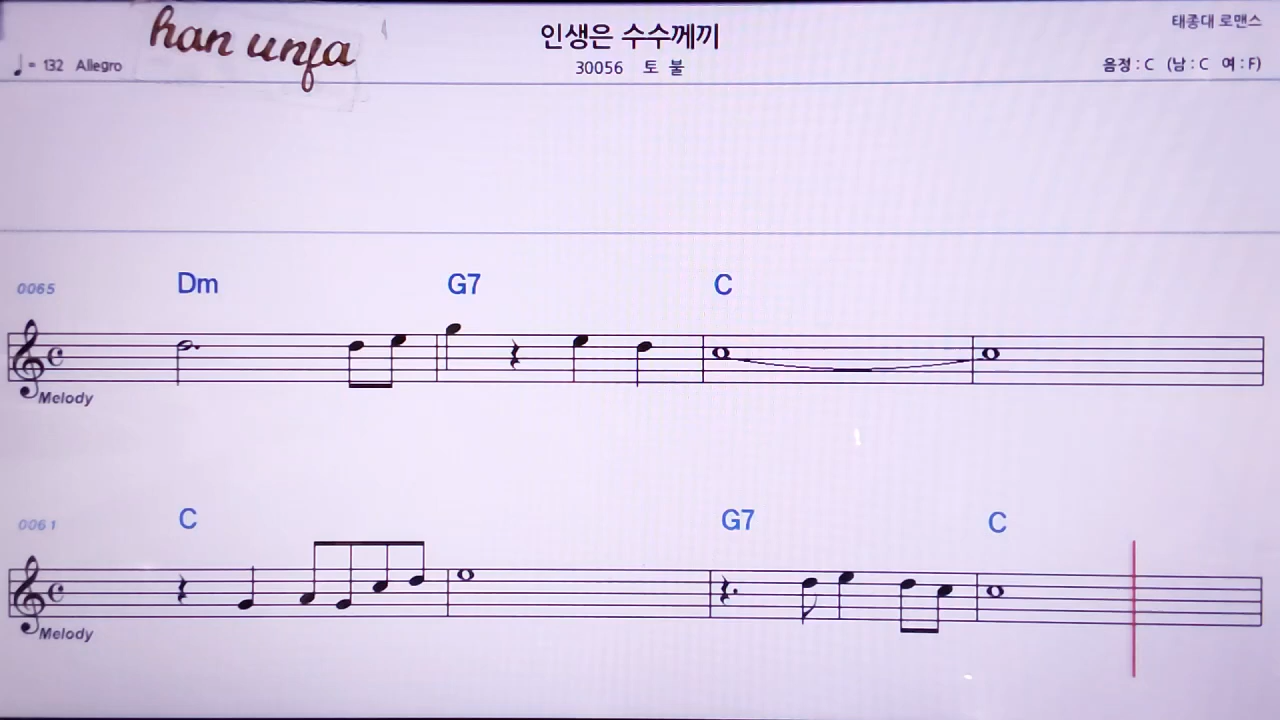 han unfa
인생은 수수께끼
태종대 로맨스
♩= 132 Allegro
30056 토 불
음정 : C (남 : C 여 : F)
0065 Dm G7 C
Melody
0061 C G7 C
Melody